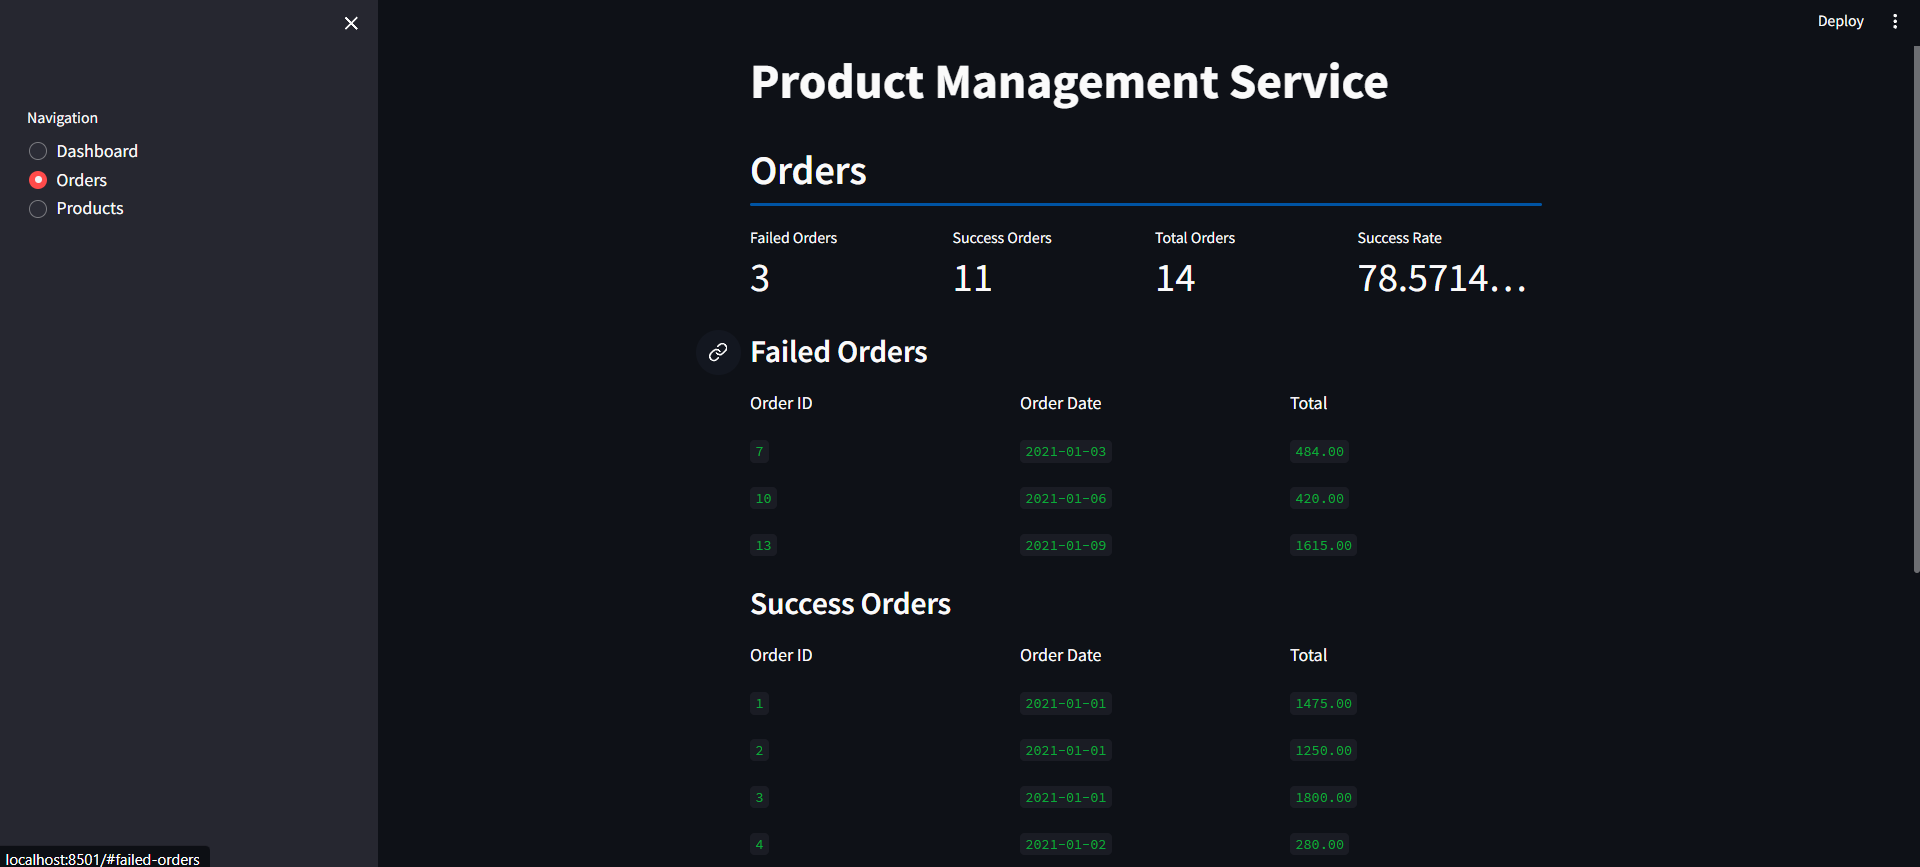 Deploy
Navigation
Dashboard
Orders
Products
Product Management Service
Orders
Failed Orders Success Orders Total Orders Success Rate
3 11 14 78.5714...
Failed Orders
Order ID Order Date Total
7 2021-01-03 484.00
10 2021-01-06 420.00
13 2021-01-09 1615.00
Success Orders
Order ID Order Date Total
1 2021-01-01 1475.00
2 2021-01-01 1250.00
3 2021-01-01 1800.00
4 2021-01-02 280.00
localhost:8501/#failed-orders